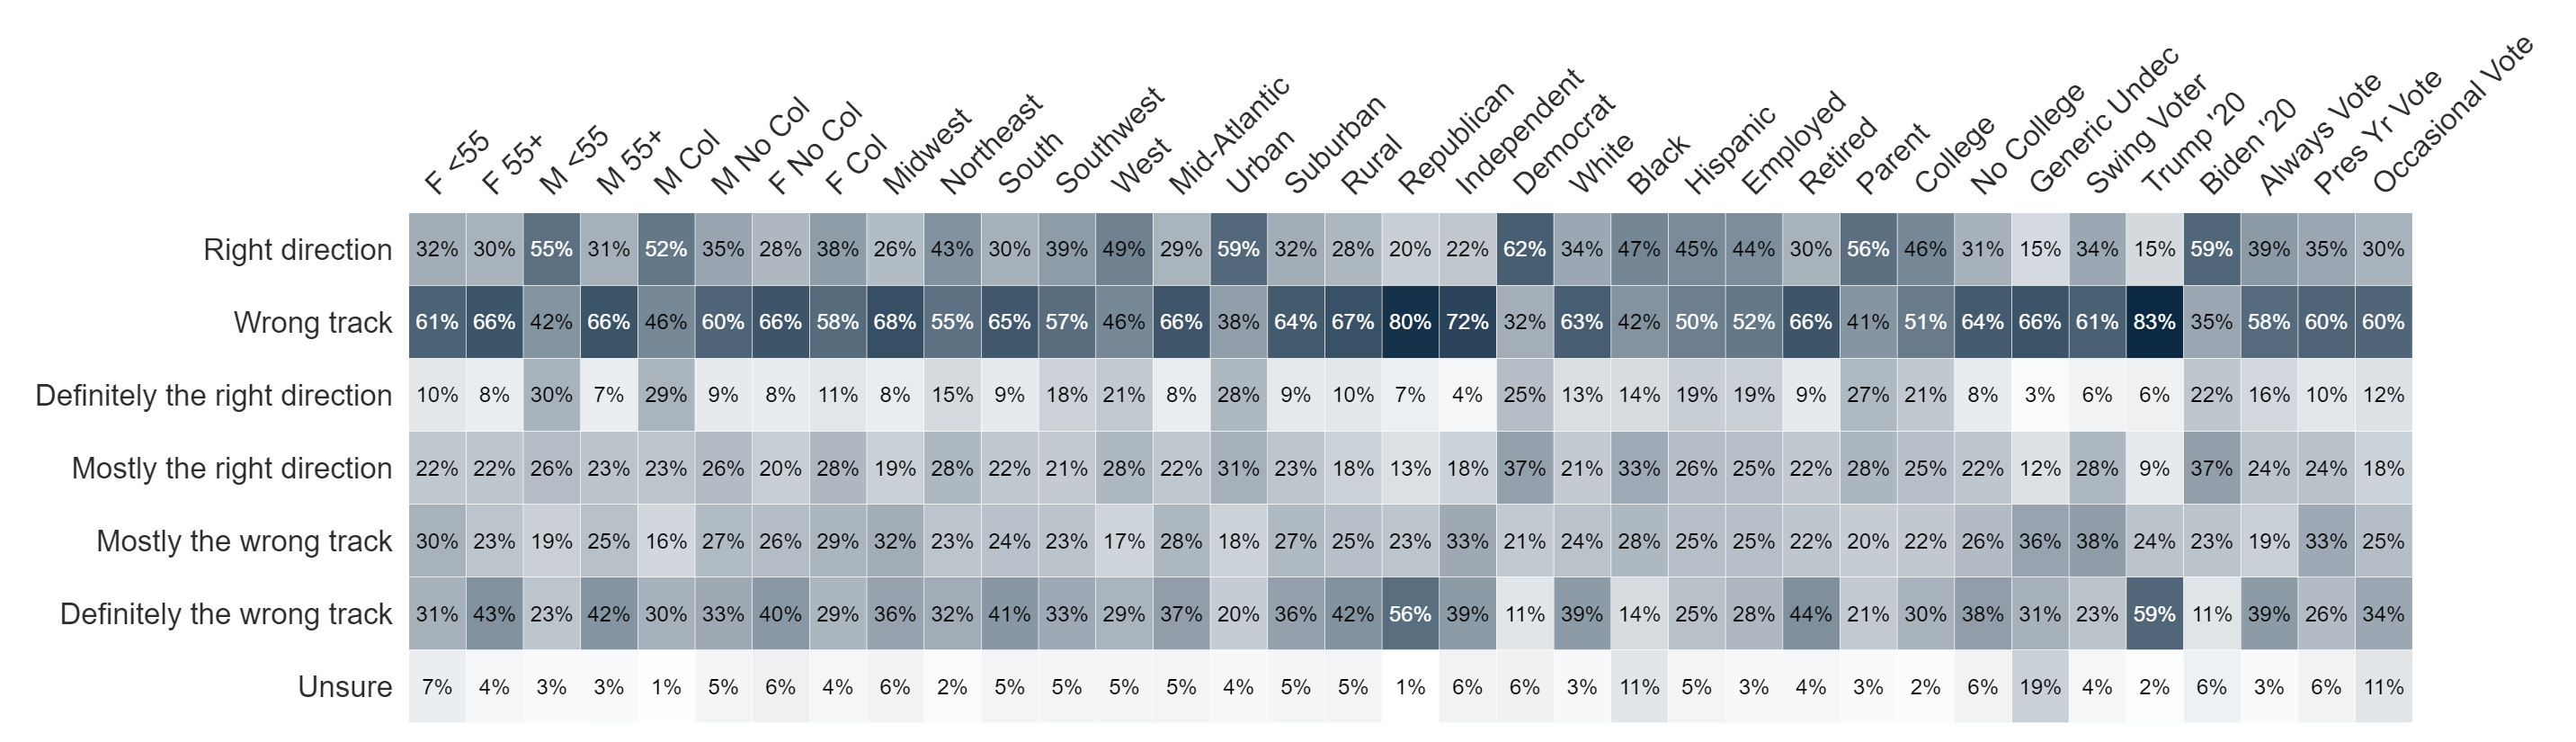 F <55 F 55+ M <55 M 55+ M Col M No Col F No Col F Col Midwest Northeast South Southwest West Mid-Atlantic Urban Suburban Rural Republican Independent Democrat White Black Hispanic Employed Retired Parent College No College Generic Undec Swing Voter Trump '20 Biden '20 Always Vote Pres Yr Vote Occasional Vote
Right direction 32% 30% 55% 31% 52% 35% 28% 38% 26% 43% 30% 39% 49% 29% 59% 32% 28% 20% 22% 62% 34% 47% 45% 44% 30% 56% 46% 31% 15% 34% 15% 59% 39% 35% 30%
Wrong track 61% 66% 42% 66% 46% 60% 66% 58% 68% 55% 65% 57% 46% 66% 38% 64% 67% 80% 72% 32% 63% 42% 50% 52% 66% 41% 51% 64% 66% 61% 83% 35% 58% 60% 60%
Definitely the right direction 10% 8% 30% 7% 29% 9% 8% 11% 8% 15% 9% 18% 21% 8% 28% 9% 10% 7% 4% 25% 13% 14% 19% 19% 9% 27% 21% 8% 3% 6% 6% 22% 16% 10% 12%
Mostly the right direction 22% 22% 26% 23% 23% 26% 20% 28% 19% 28% 22% 21% 28% 22% 31% 23% 18% 13% 18% 37% 21% 33% 26% 25% 22% 28% 25% 22% 12% 28% 9% 37% 24% 24% 18%
Mostly the wrong track 30% 23% 19% 25% 16% 27% 26% 29% 32% 23% 24% 23% 17% 28% 18% 27% 25% 23% 33% 21% 24% 28% 25% 25% 22% 20% 22% 26% 36% 38% 24% 23% 19% 33% 25%
Definitely the wrong track 31% 43% 23% 42% 30% 33% 40% 29% 36% 32% 41% 33% 29% 37% 20% 36% 42% 56% 39% 11% 39% 14% 25% 28% 44% 21% 30% 38% 31% 23% 59% 11% 39% 26% 34%
Unsure 7% 4% 3% 3% 1% 5% 6% 4% 6% 2% 5% 5% 5% 5% 4% 5% 5% 1% 6% 6% 3% 11% 5% 3% 4% 3% 2% 6% 19% 4% 2% 6% 3% 6% 11%